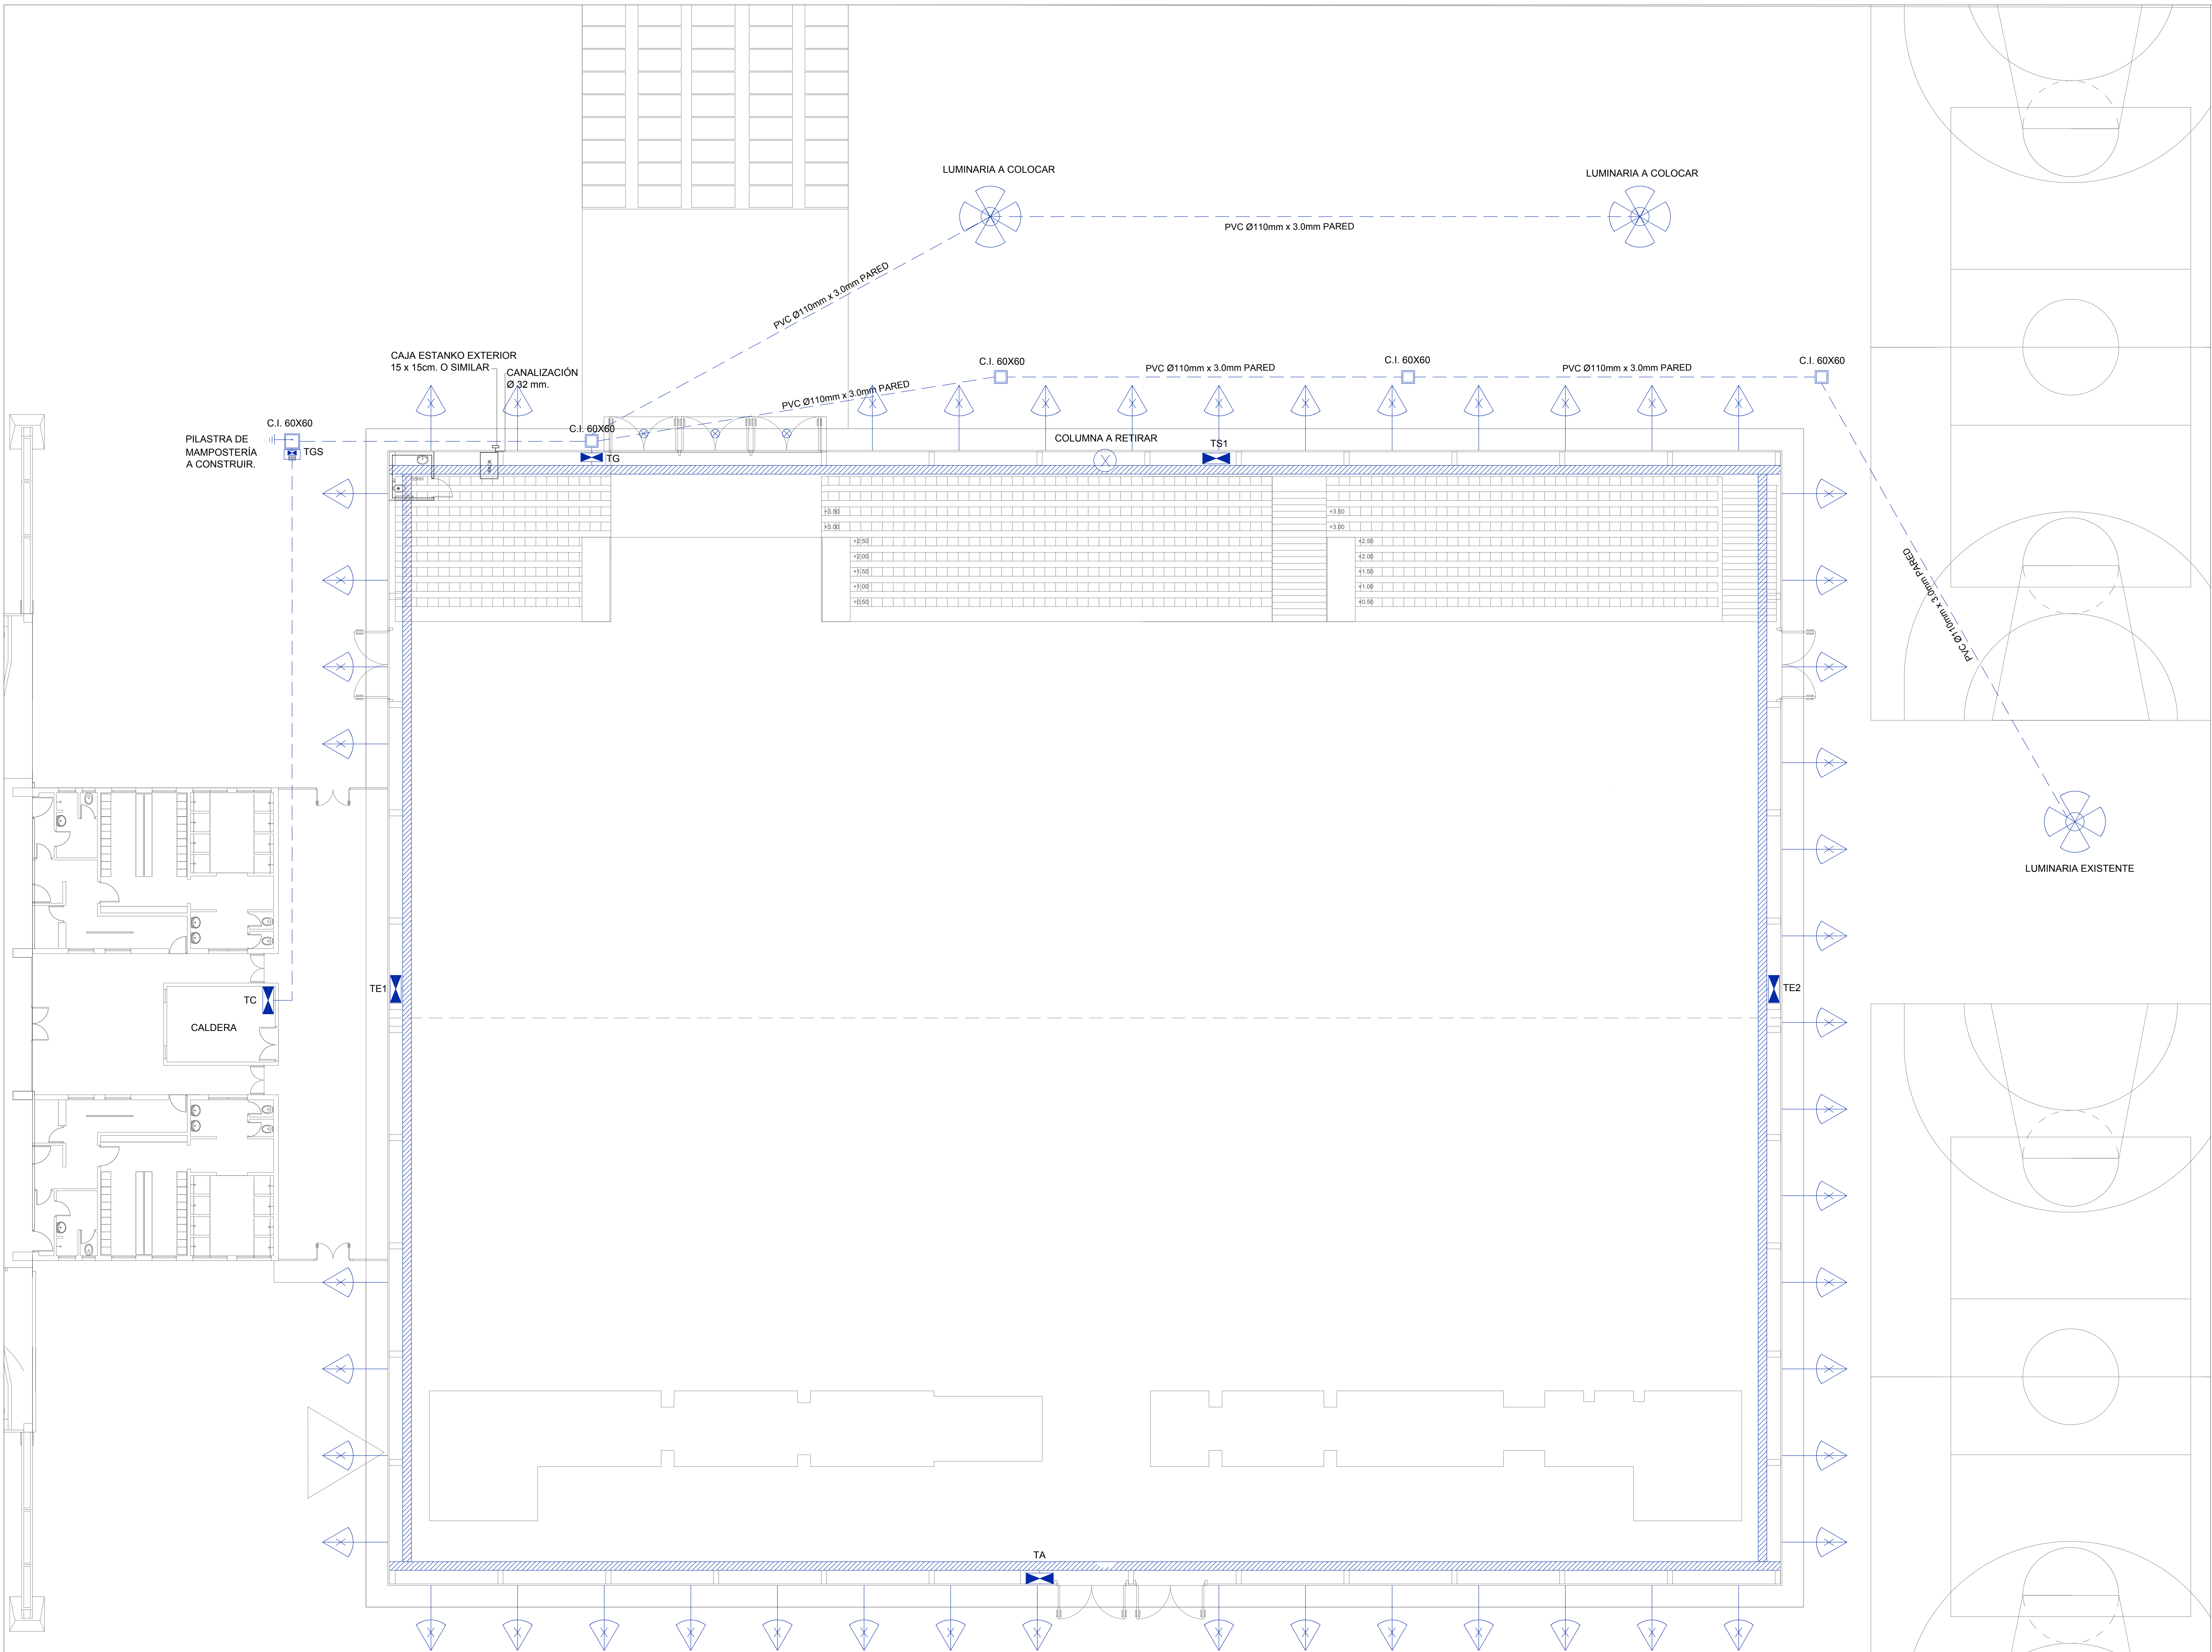 LUMINARIA A COLOCAR
LUMINARIA A COLOCAR
PVC Ø110mm x 3.0mm PARED
PVC Ø110mm x 3.0mm PARED
CAJA ESTANKO EXTERIOR
15 x 15cm. O SIMILAR
CANALIZACIÓN
Ø 32 mm.
C.I. 60X60
C.I. 60X60
C.I. 60X60
PVC Ø110mm x 3.0mm PARED
PVC Ø110mm x 3.0mm PARED
PVC Ø110mm x 3.0mm PARED
C.I. 60X60
C.I. 60X60
PILASTRA DE
MAMPOSTERÍA
A CONSTRUIR.
TGS
TG
COLUMNA A RETIRAR
TS1
+3.50
+3.50
+3.00
+3.00
+2.50
+2.50
+2.00
+2.00
+1.50
+1.50
+1.00
+1.00
+0.50
+0.50
PVC Ø110mm x 3.0mm PARED
LUMINARIA EXISTENTE
TE1
TE2
TC
CALDERA
TA